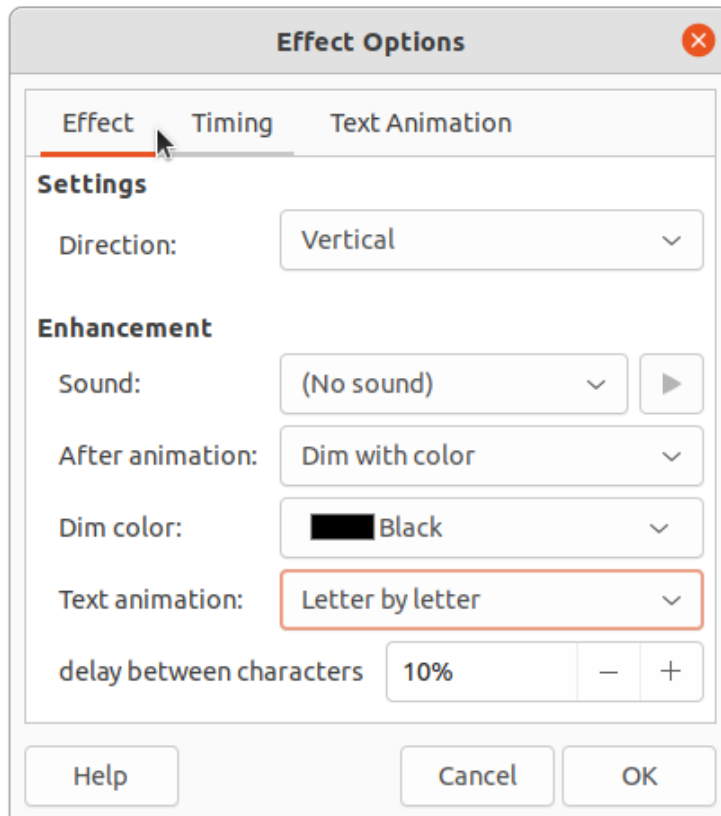 Effect Options
Effect Timing Text Animation
Settings
Direction: Vertical
Enhancement
Sound: (No sound)
After animation: Dim with color
Dim color: Black
Text animation: Letter by letter
delay between characters 10%
Help Cancel OK